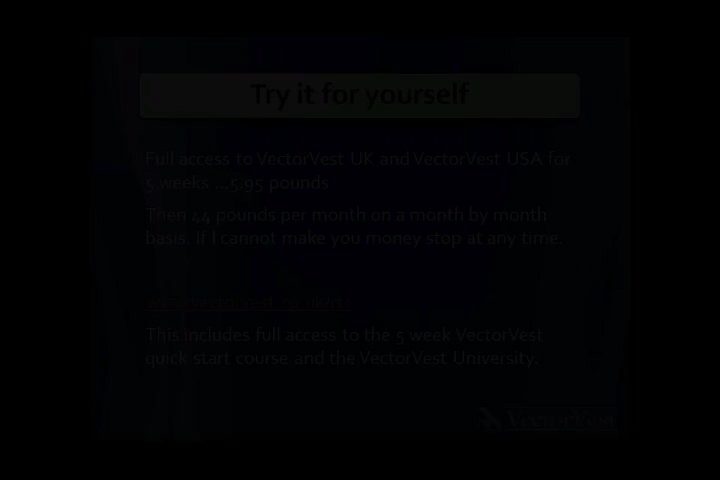 Try it for yourself
Full access to VectorVest UK and VectorVest USA for
5 weeks ...5.95 pounds
Then 44 pounds per month on a month by month
basis. If I cannot make you money stop at any time.
This includes full access to the 5 week VectorVest
quick start course and the VectorVest University.
VectorVest